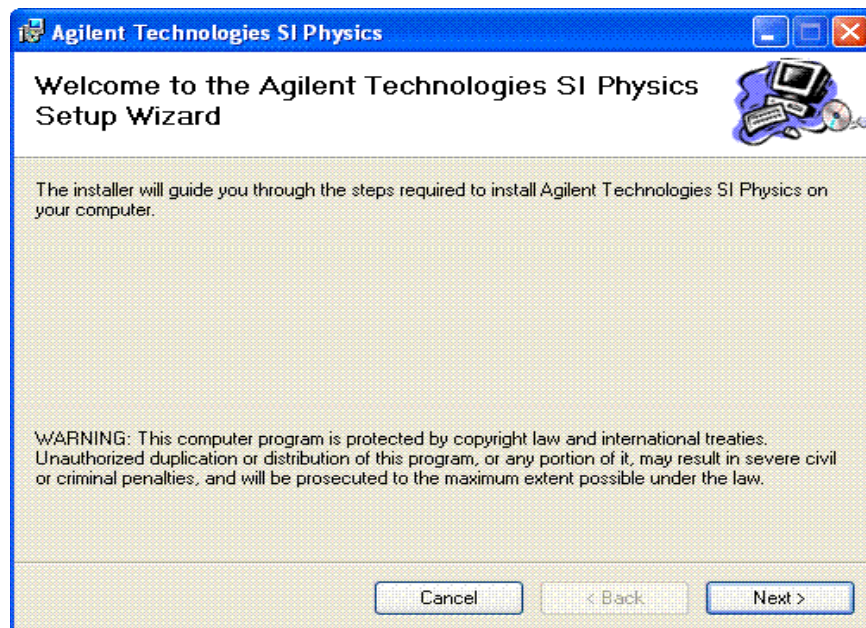 Agilent Technologies SI Physics
Welcome to the Agilent Technologies SI Physics
Setup Wizard
The installer will guide you through the steps required to install Agilent Technologies SI Physics on
your computer.
WARNING: This computer program is protected by copyright law and international treaties.
Unauthorized duplication or distribution of this program, or any portion of it, may result in severe civil
or criminal penalties, and will be prosecuted to the maximum extent possible under the law.
Cancel < Back Next >